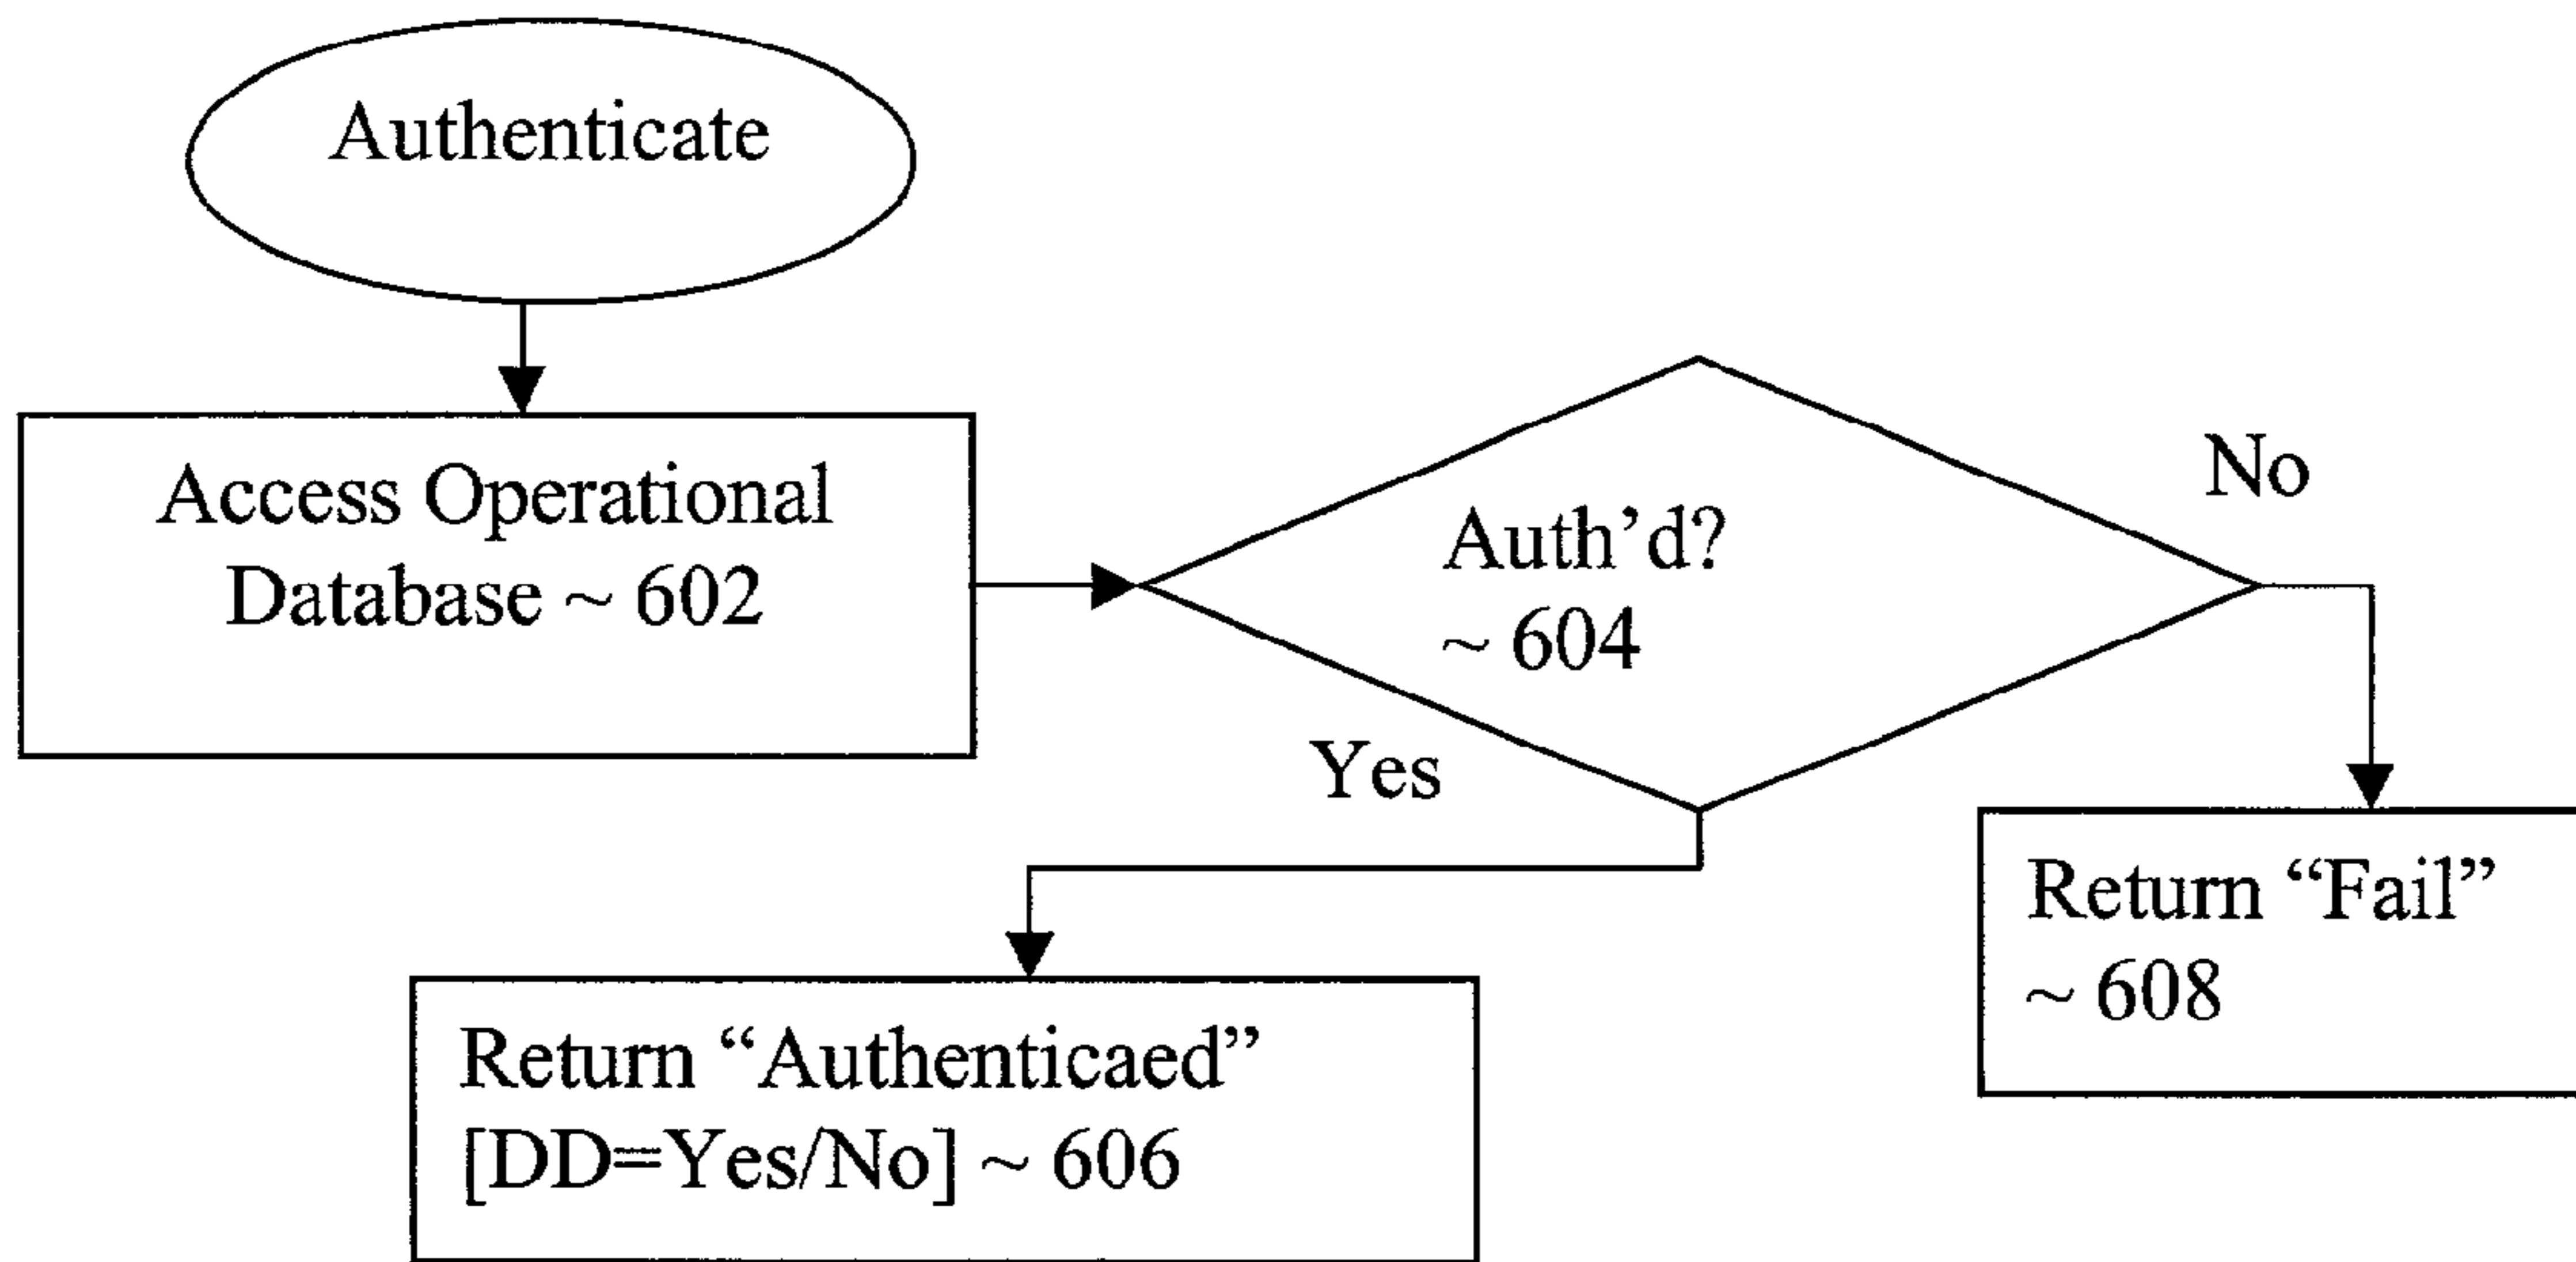 Authenticate
Access Operational
Database ~ 602
Auth’d?
~ 604
No
Yes
Return “Fail”
~ 608
Return “Authenticaed”
[DD=Yes/No] ~ 606